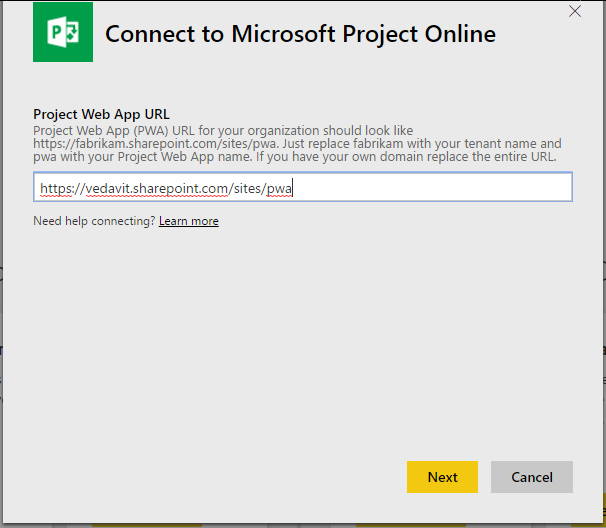 Connect to Microsoft Project Online
Project Web App URL
Project Web App (PWA) URL for your organization should look like
https://fabrikam.sharepoint.com/sites/pwa. Just replace fabrikam with your tenant name and
pwa with your Project Web App name. If you have your own domain replace the entire URL.
https://vedavit.sharepoint.com/sites/pwa
Need help connecting? Learn more
Next Cancel